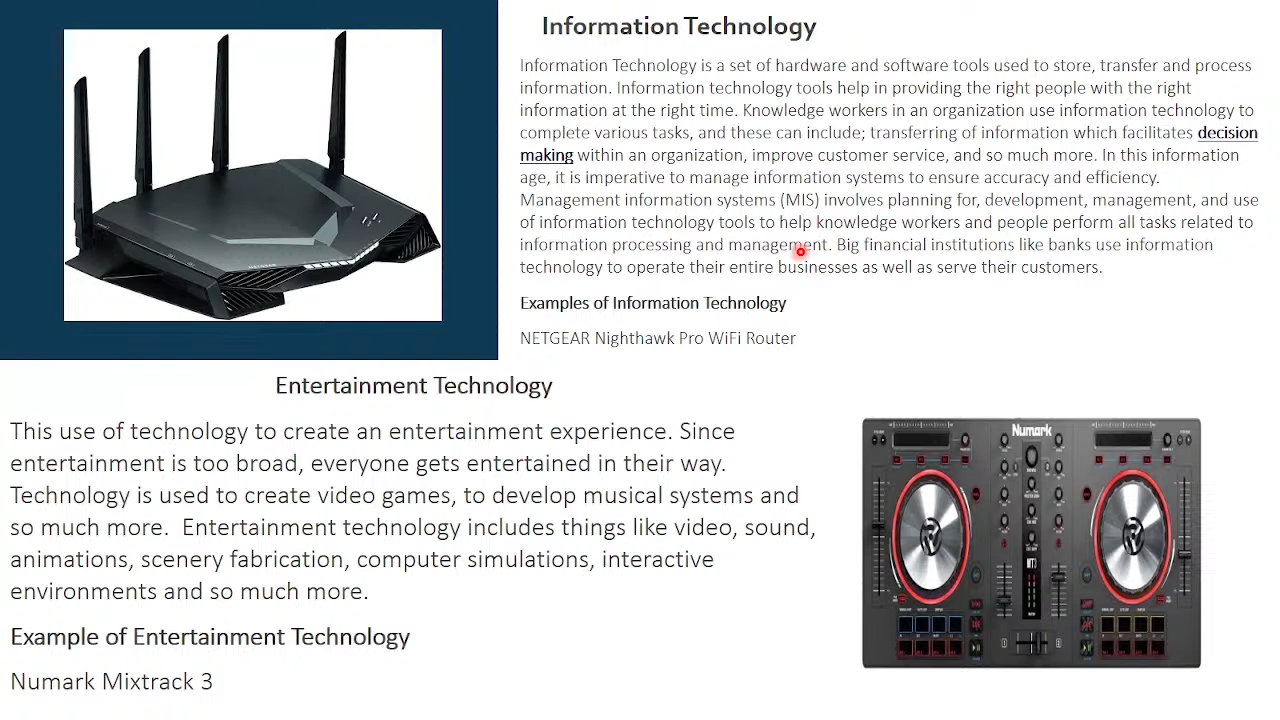 Information Technology
Information Technology is a set of hardware and software tools used to store, transfer and process
information. Information technology tools help in providing the right people with the right
information at the right time. Knowledge workers in an organization use information technology to
complete various tasks, and these can include; transferring of information which facilitates decision
making within an organization, improve customer service, and so much more. In this information
age, it is imperative to manage information systems to ensure accuracy and efficiency.
Management information systems (MIS) involves planning for, development, management, and use
of information technology tools to help knowledge workers and people perform all tasks related to
information processing and management. Big financial institutions like banks use information
technology to operate their entire businesses as well as serve their customers.
Examples of Information Technology
NETGEAR Nighthawk Pro WiFi Router
NETGEAR
Entertainment Technology
This use of technology to create an entertainment experience. Since
entertainment is too broad, everyone gets entertained in their way.
Technology is used to create video games, to develop musical systems and
so much more.  Entertainment technology includes things like video, sound,
animations, scenery fabrication, computer simulations, interactive
environments and so much more.
Example of Entertainment Technology
Numark Mixtrack 3
Numark